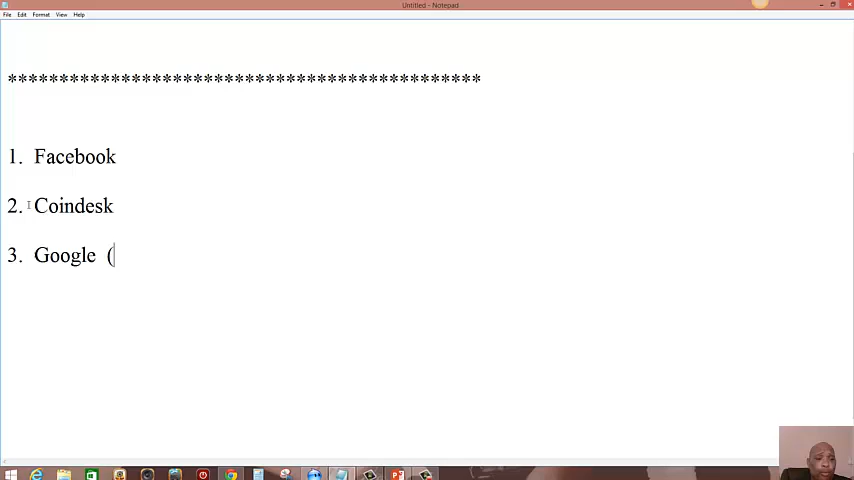 Untitled - Notepad
File Edit Format View Help
**********************************************
1. Facebook
2. Coindesk
3. Google (